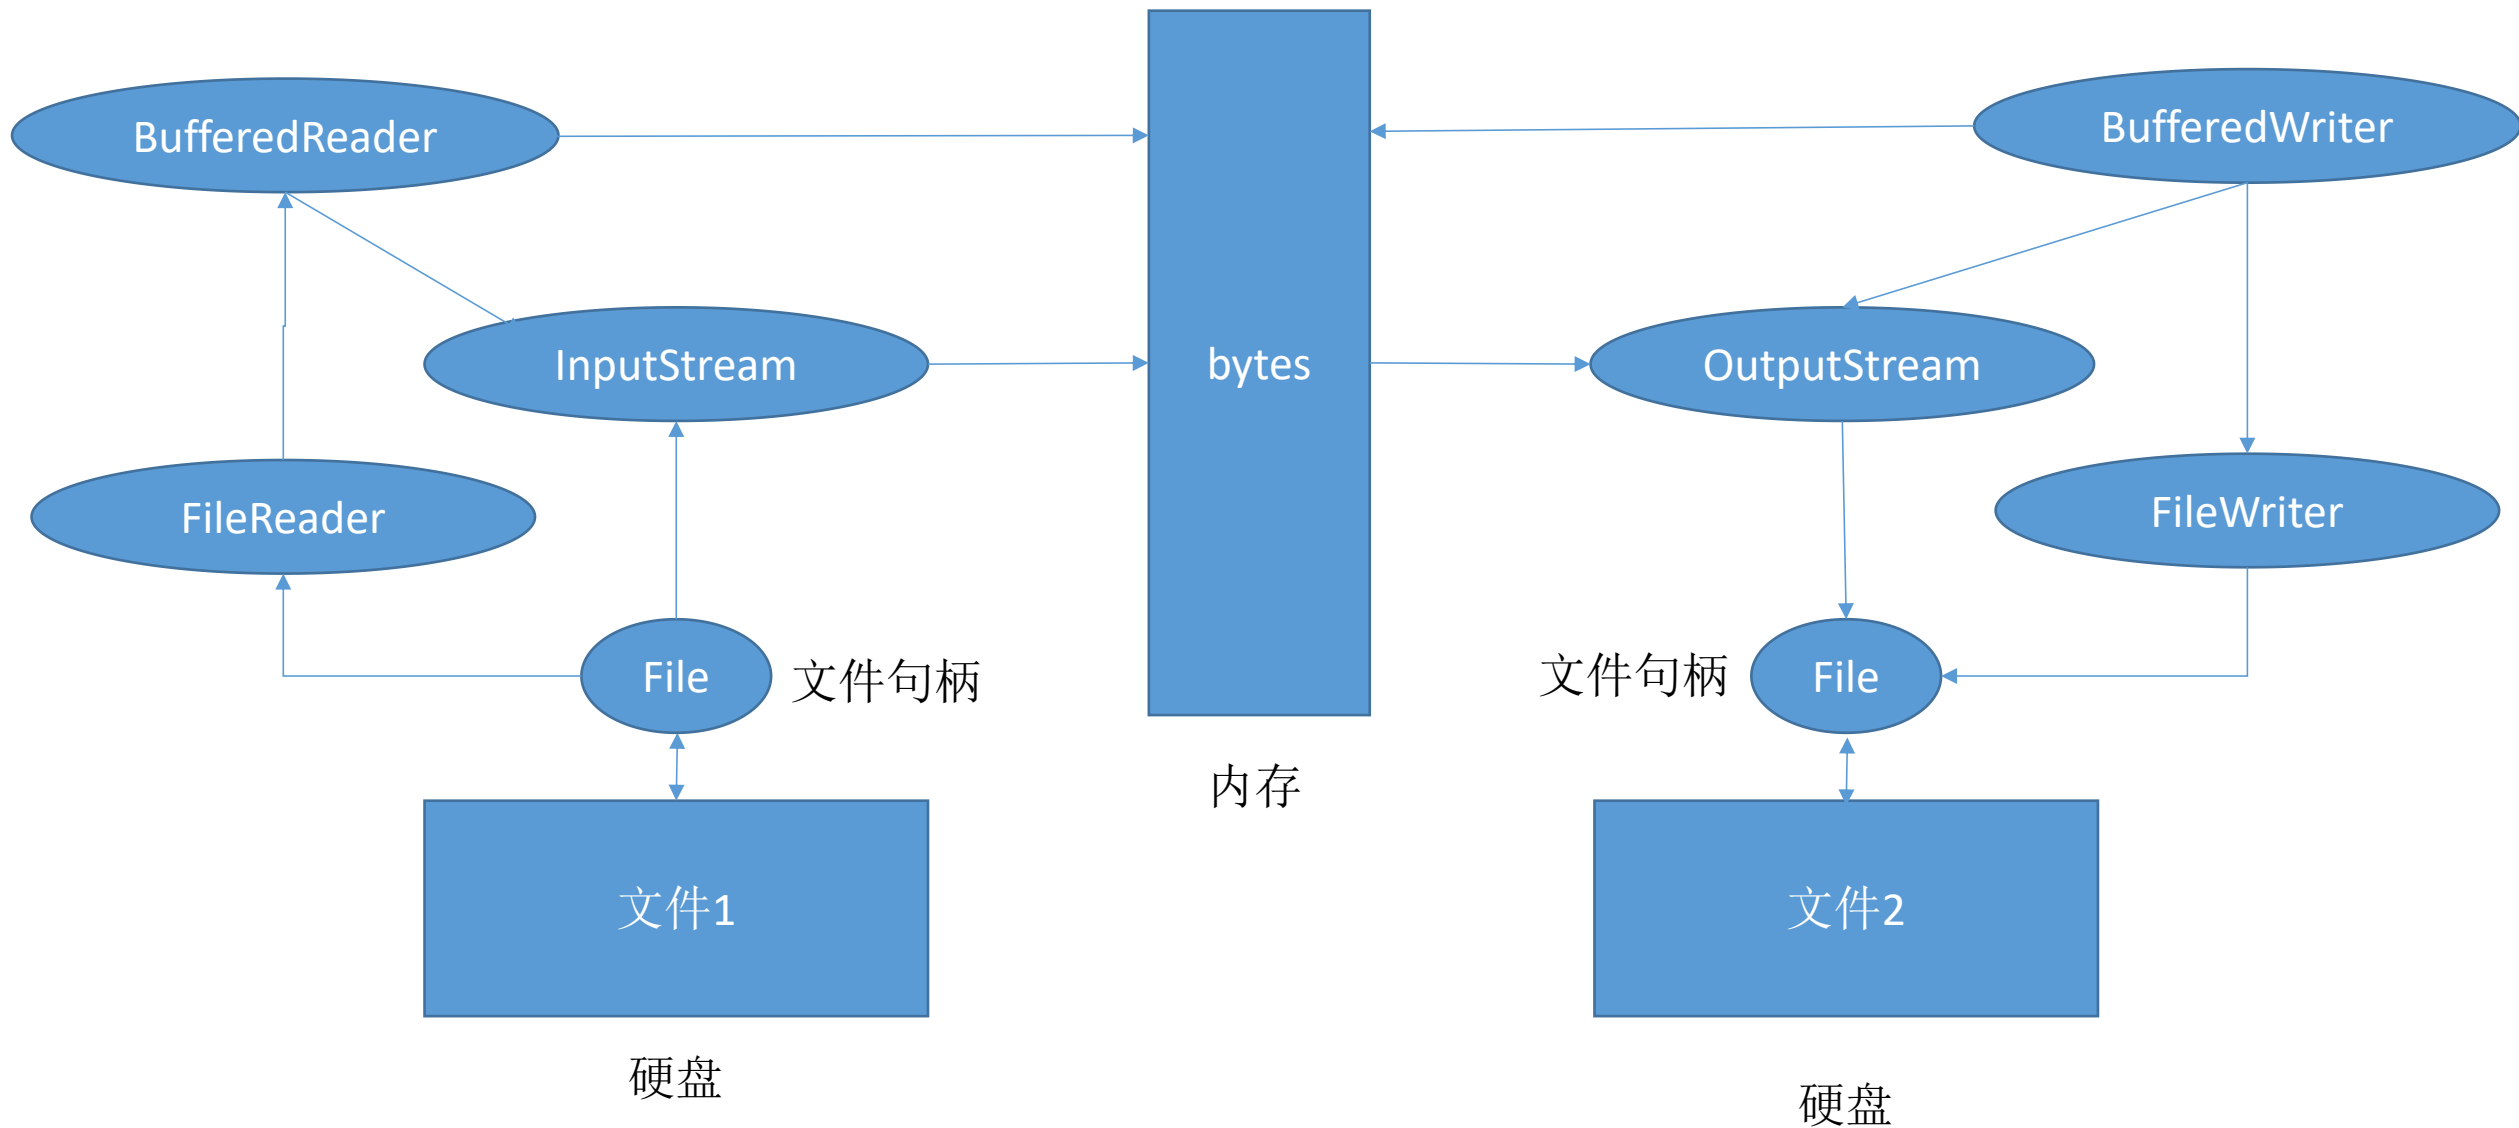 BufferedReader
BufferedWriter
InputStream
bytes
OutputStream
FileReader
FileWriter
File
文件句柄
文件句柄
File
内存
文件1
文件2
硬盘
硬盘